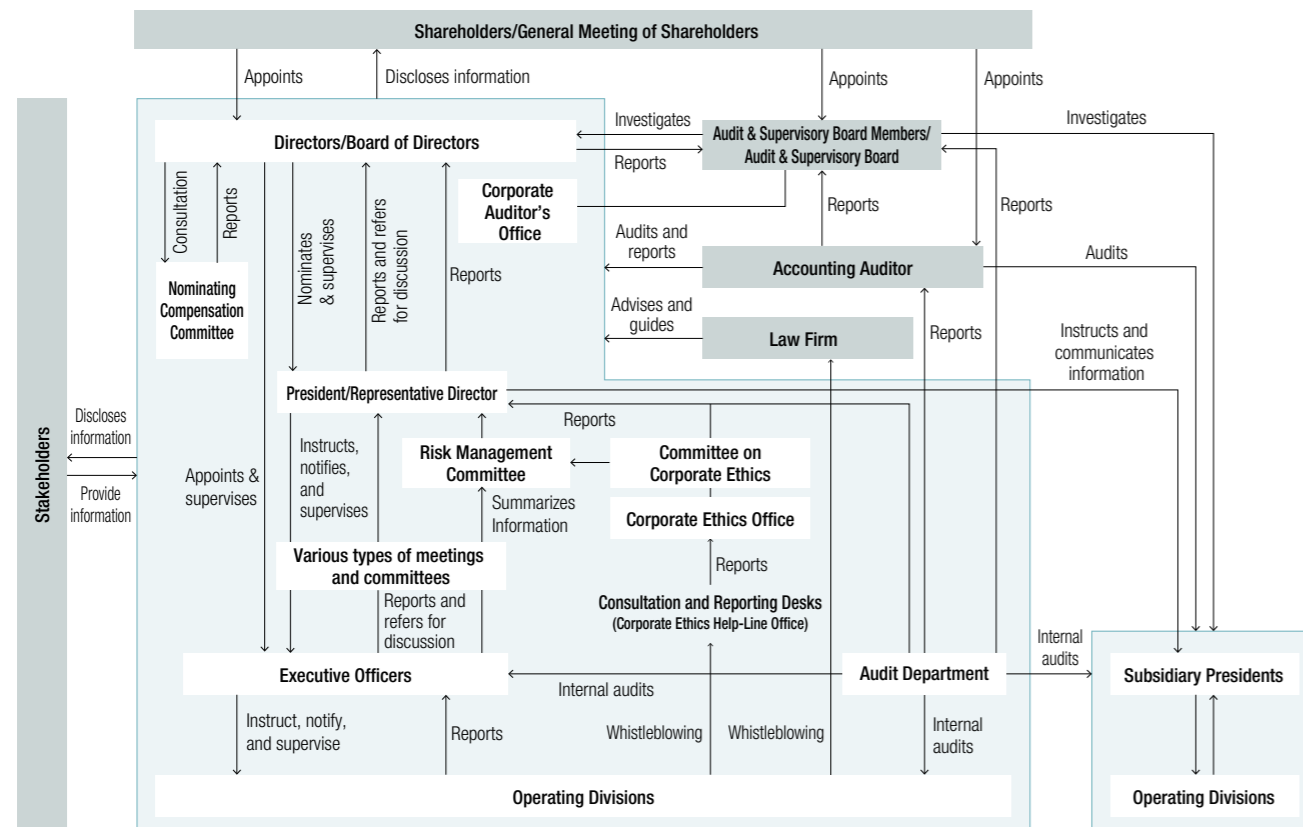 Shareholders/General Meeting of Shareholders
Appoints
Discloses information
Appoints
Appoints
Stakeholders
Discloses
information
Provide
information
Directors/Board of Directors
Investigates
Reports
Audit & Supervisory Board Members/
Audit & Supervisory Board
Investigates
Consultation
Reports
Nominates
& supervises
Reports and refers
for discussion
Reports
Corporate
Auditor's
Office
Reports
Reports
Nominating
Compensation
Committee
Audits and
reports
Accounting Auditor
Audits
Advises and
guides
Law Firm
Reports
Instructs and
communicates
information
President/Representative Director
Reports
Appoints &
supervises
Instructs,
notifies,
and
supervises
Risk Management
Committee
Committee on
Corporate Ethics
Summarizes
Information
Corporate Ethics Office
Various types of meetings
and committees
Reports
Reports and
refers for
discussion
Consultation and Reporting Desks
(Corporate Ethics Help-Line Office)
Executive Officers
Internal audits
Audit Department
Internal
audits
Subsidiary Presidents
Instruct, notify,
and supervise
Reports
Whistleblowing
Whistleblowing
Internal
audits
Operating Divisions
Operating Divisions